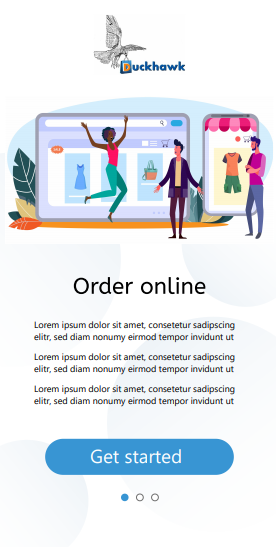 Duckhawk
SALE
Order online
Lorem ipsum dolor sit amet, consetetur sadipscing
elitr, sed diam nonumy eirmod tempor invidunt ut
Lorem ipsum dolor sit amet, consetetur sadipscing
elitr, sed diam nonumy eirmod tempor invidunt ut
Lorem ipsum dolor sit amet, consetetur sadipscing
elitr, sed diam nonumy eirmod tempor invidunt ut
Get started